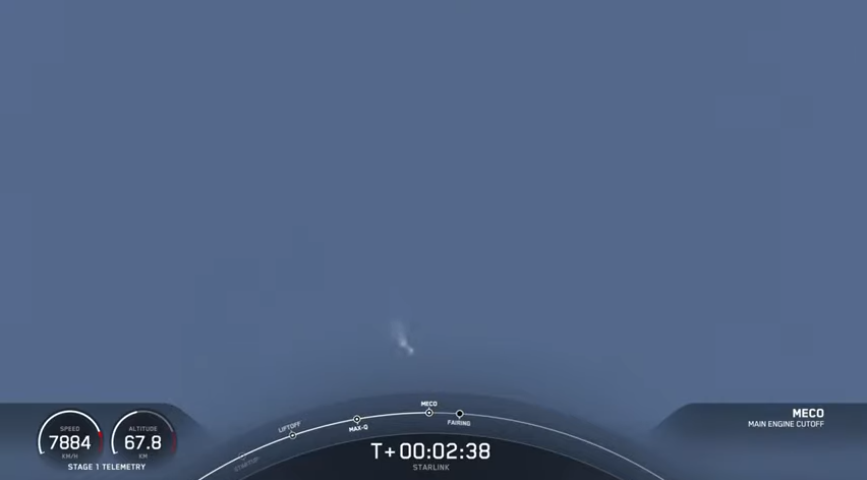 SPEED
7884
KM/H
ALTITUDE
67.8
KM
STAGE 1 TELEMETRY
STARTUP
LIFTOFF
MAX-Q
MECO
FAIRING
T+00:02:38
STARLINK
MECO
MAIN ENGINE CUTOFF